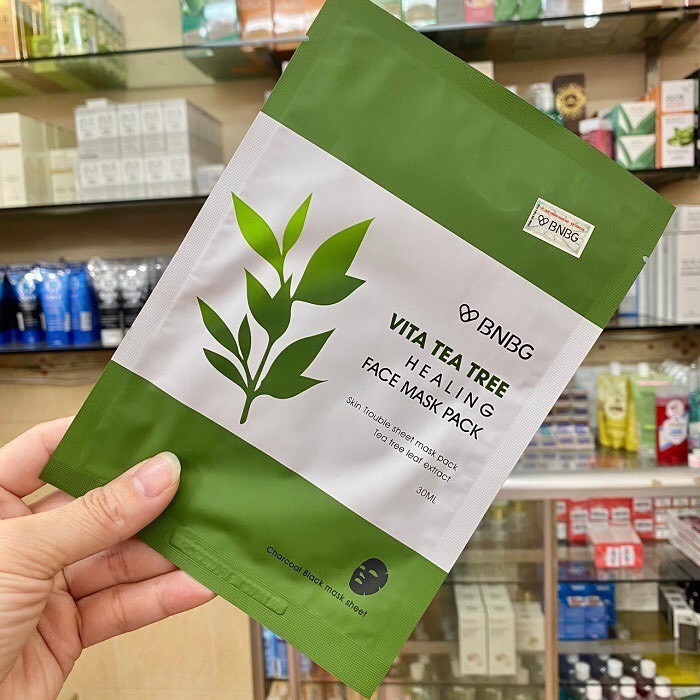 BNBG
BNBG
VITA TEA TREE
HEALING
FACE MASK PACK
Skin Trouble sheet mask pack
Tea tree leaf extract
30ML
Charcoal Black mask sheet